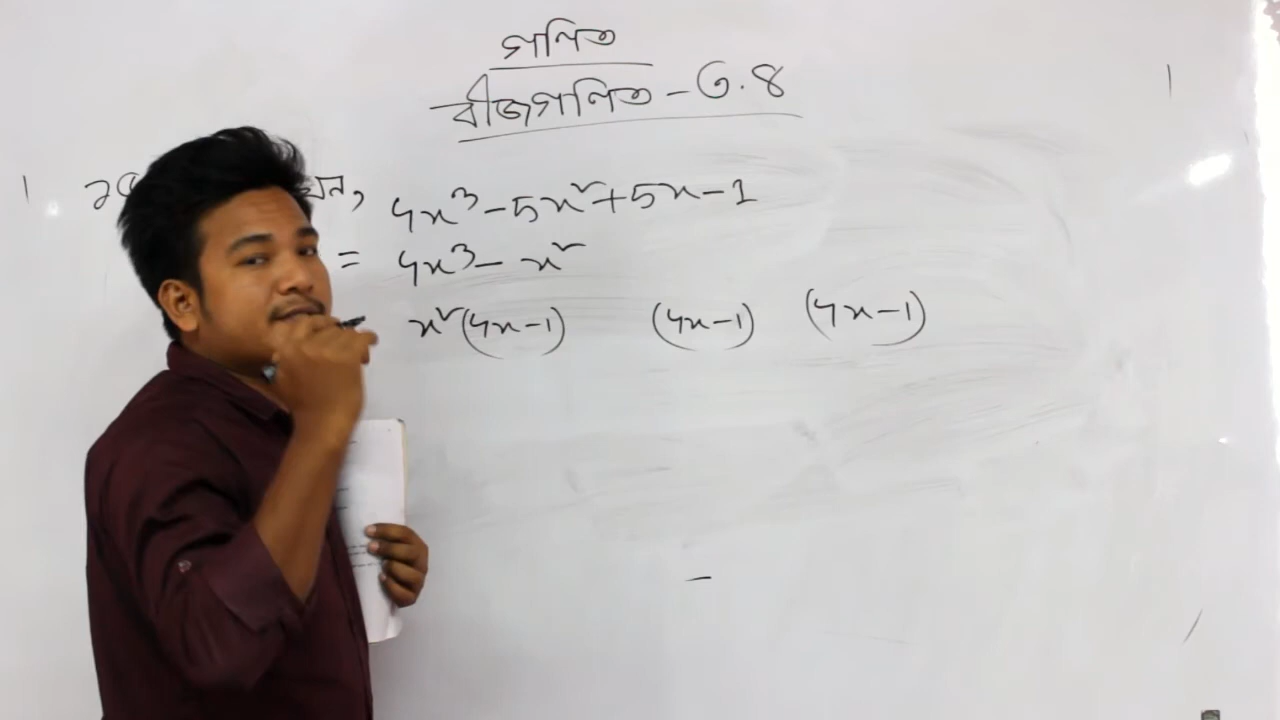 গণিত
বীজগণিত - ৩.৪
4x³ - 5x² + 5x - 1
= 4x³ - x²
x²(4x-1) (4x-1) (4x-1)